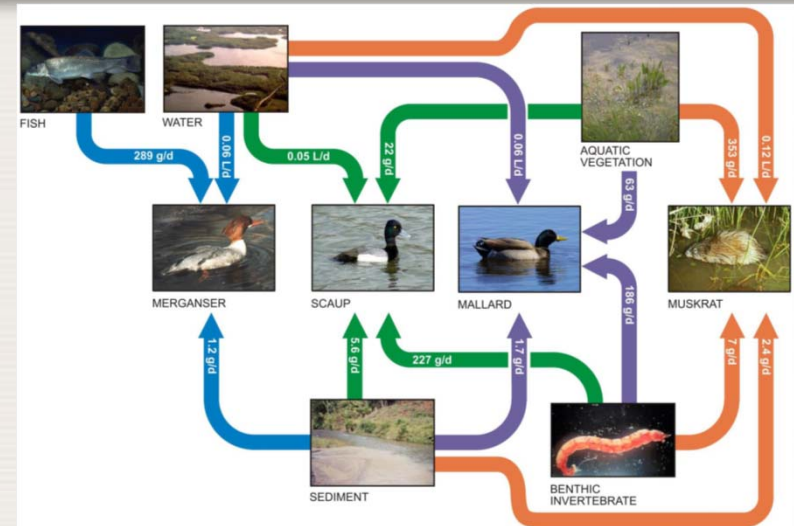 FISH
WATER
AQUATIC
VEGETATION
289 g/d
0.06 L/d
0.05 L/d
22 g/d
0.06 L/d
63 g/d
353 g/d
0.12 L/d
MERGANSER
SCAUP
MALLARD
MUSKRAT
1.2 g/d
5.6 g/d
227 g/d
1.7 g/d
186 g/d
7 g/d
2.4 g/d
SEDIMENT
BENTHIC
INVERTEBRATE